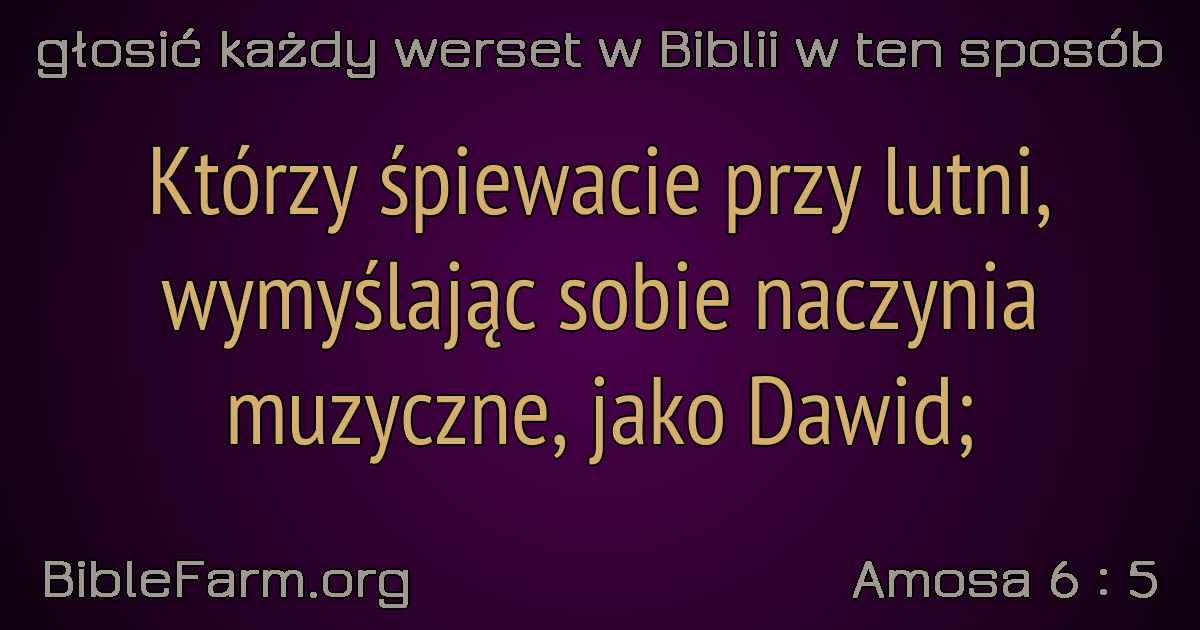 głosić każdy werset w Biblii w ten sposób
Którzy śpiewacie przy lutni,
wymyślając sobie naczynia
muzyczne, jako Dawid;
BibleFarm.org
Amosa 6 : 5